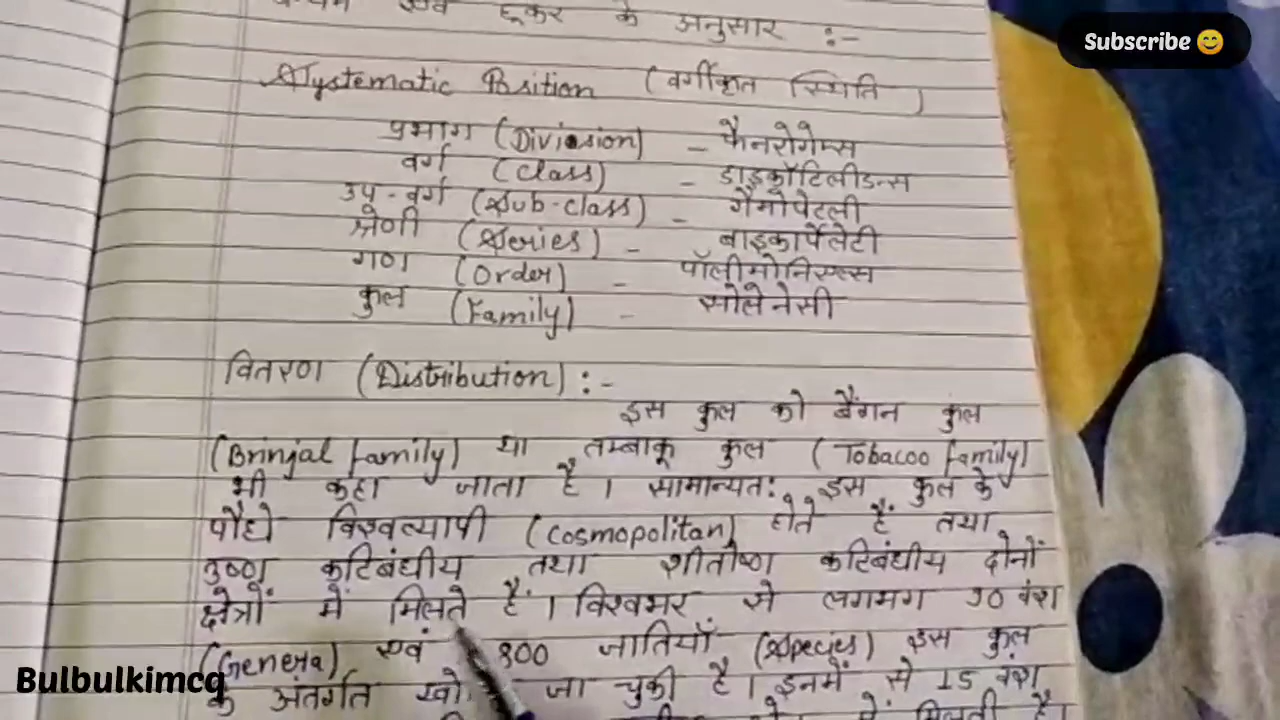 के अनुसार :-
Subscribe 😊
Systematic Position (वर्गीकृत स्थिति)
प्रभाग (Division) - फैनरोगेम्स
वर्ग (Class) - डाइकॉटिलीडन्स
उप-वर्ग (Sub-class) - गैमोपेटली
श्रेणी (Series) - बाइकार्पेलेटी
गण (Order) - पॉलीमोनिएल्स
कुल (Family) - सोलेनेसी
वितरण (Distribution) :-
इस कुल को बैंगन कुल
(Brinjal family) या तम्बाकू कुल (Tobacoo family)
भी कहा जाता है । सामान्यत: इस कुल के
पौधे विश्वव्यापी (Cosmopolitan) होते हैं तथा
उष्ण कटिबंधीय तथा शीतोष्ण कटिबंधीय दोनों
क्षेत्रों में मिलते हैं । विश्वभर से लगभग 90 वंश
(Genera) एवं 800 जातियाँ (Species) इस कुल
के अंतर्गत जा चुकी है । इनमें से 15 वंश
में मिलती है।
Bulbulkimcq